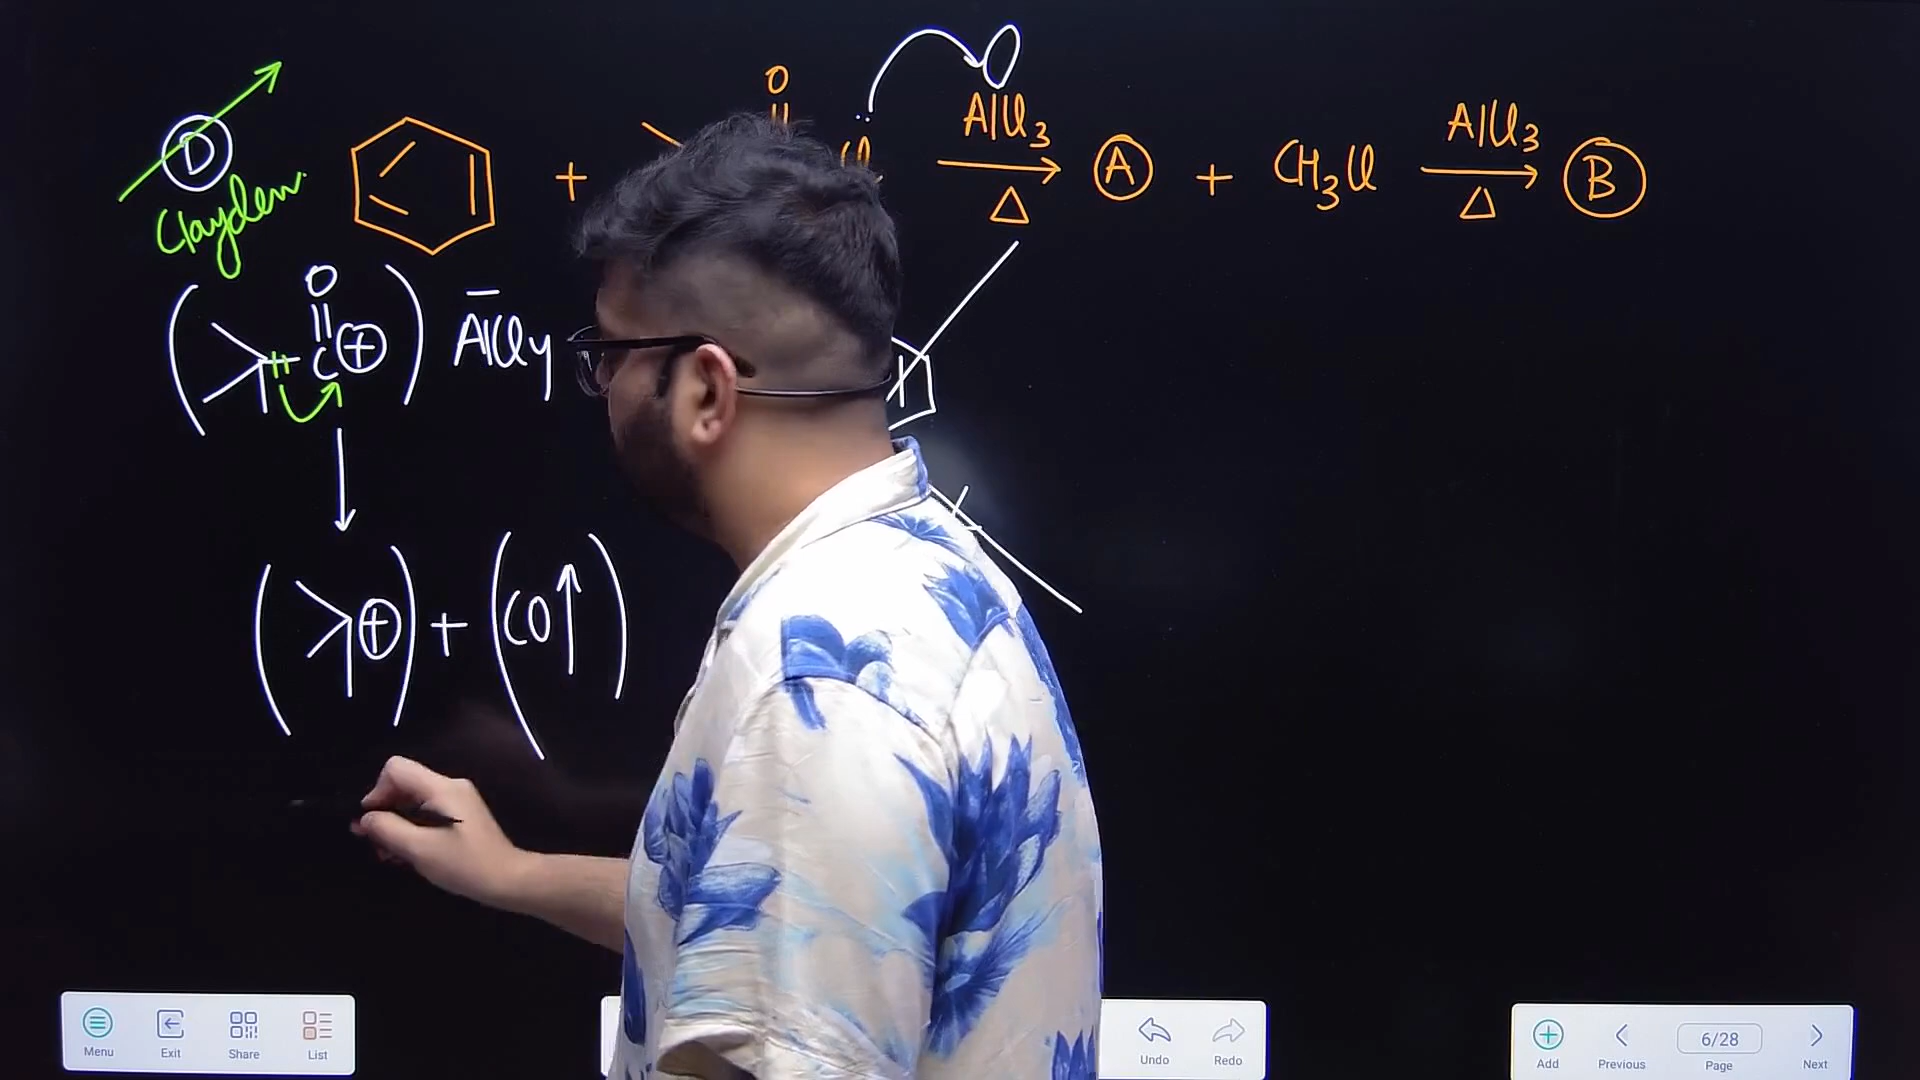 D
Clayden.
+ O AlCl3 Δ A + CH3Cl AlCl3 Δ B
O
C + AlCl4
+ + CO↑
Menu Exit Share List
Undo Redo
Add Previous 6/28 Page Next